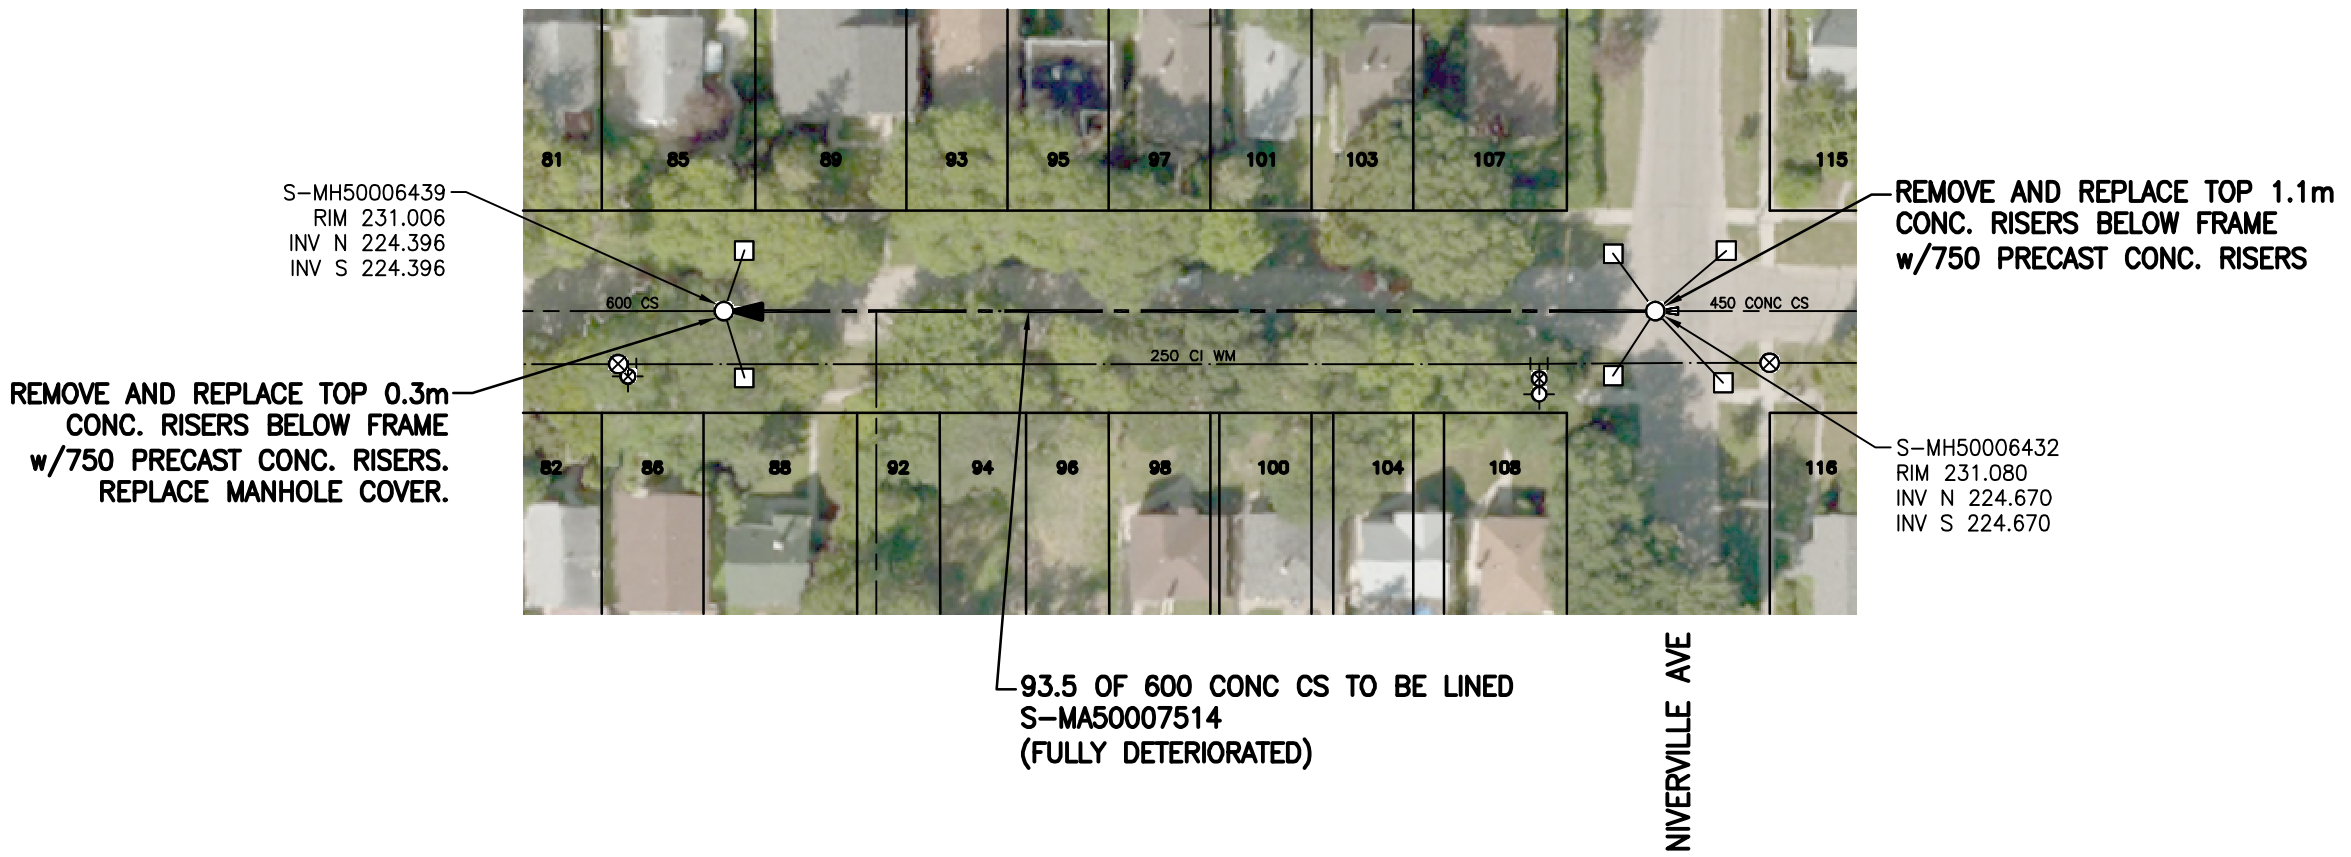 81
85
89
93
95
97
101
103
107
115
S-MH50006439
RIM 231.006
INV N 224.396
INV S 224.396
REMOVE AND REPLACE TOP 1.1m
CONC. RISERS BELOW FRAME
w/750 PRECAST CONC. RISERS
600 CS
450 CONC CS
250 CI WM
REMOVE AND REPLACE TOP 0.3m
CONC. RISERS BELOW FRAME
w/750 PRECAST CONC. RISERS.
REPLACE MANHOLE COVER.
82
86
88
92
94
96
98
100
104
108
116
S-MH50006432
RIM 231.080
INV N 224.670
INV S 224.670
93.5 OF 600 CONC CS TO BE LINED
S-MA50007514
(FULLY DETERIORATED)
NIVERVILLE AVE